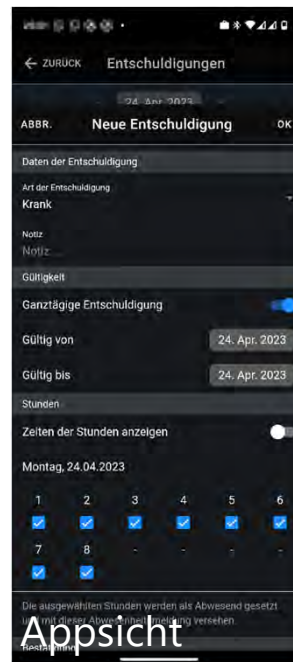 ← ZURÜCK Entschuldigungen
24. Apr. 2023
ABBR. Neue Entschuldigung OK
Daten der Entschuldigung
Art der Entschuldigung
Krank
Notiz
Notiz ...
Gültigkeit
Ganztägige Entschuldigung
Gültig von 24. Apr. 2023
Gültig bis 24. Apr. 2023
Stunden
Zeiten der Stunden anzeigen
Montag, 24.04.2023
1 2 3 4 5 6
7 8 - - - -
Die ausgewählten Stunden werden als Abwesend gesetzt
und mit dieser Abwesenheitsmeldung versehen.
Appsicht
Bestätigung